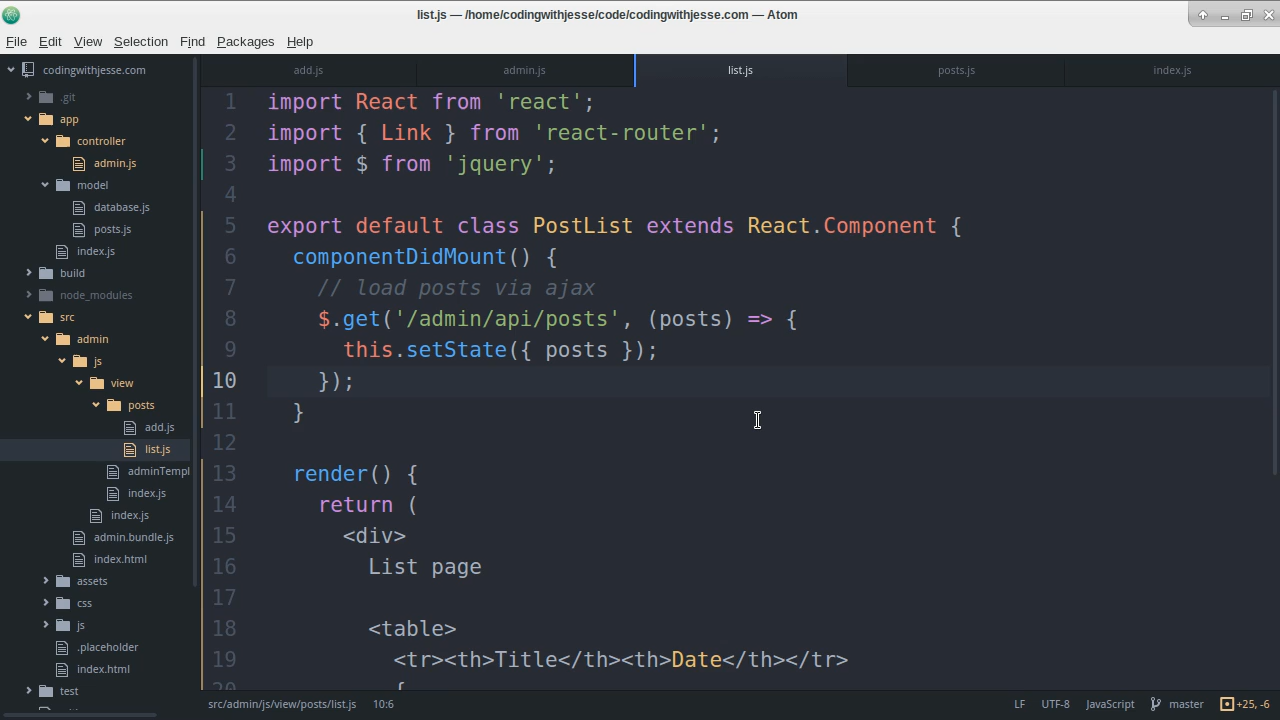 list.js — /home/codingwithjesse/code/codingwithjesse.com — Atom
File Edit View Selection Find Packages Help
codingwithjesse.com
.git
app
controller
admin.js
model
database.js
posts.js
index.js
build
node_modules
src
admin
js
view
posts
add.js
list.js
adminTempl
index.js
index.js
admin.bundle.js
index.html
assets
css
js
.placeholder
index.html
test
add.js admin.js list.js posts.js index.js
1 import React from 'react';
2 import { Link } from 'react-router';
3 import $ from 'jquery';
4
5 export default class PostList extends React.Component {
6 componentDidMount() {
7 // load posts via ajax
8 $.get('/admin/api/posts', (posts) => {
9 this.setState({ posts });
10 });
11 }
12
13 render() {
14 return (
15 <div>
16 List page
17
18 <table>
19 <tr><th>Title</th><th>Date</th></tr>
20 {
src/admin/js/view/posts/list.js 10:6 LF UTF-8 JavaScript master +25, -6